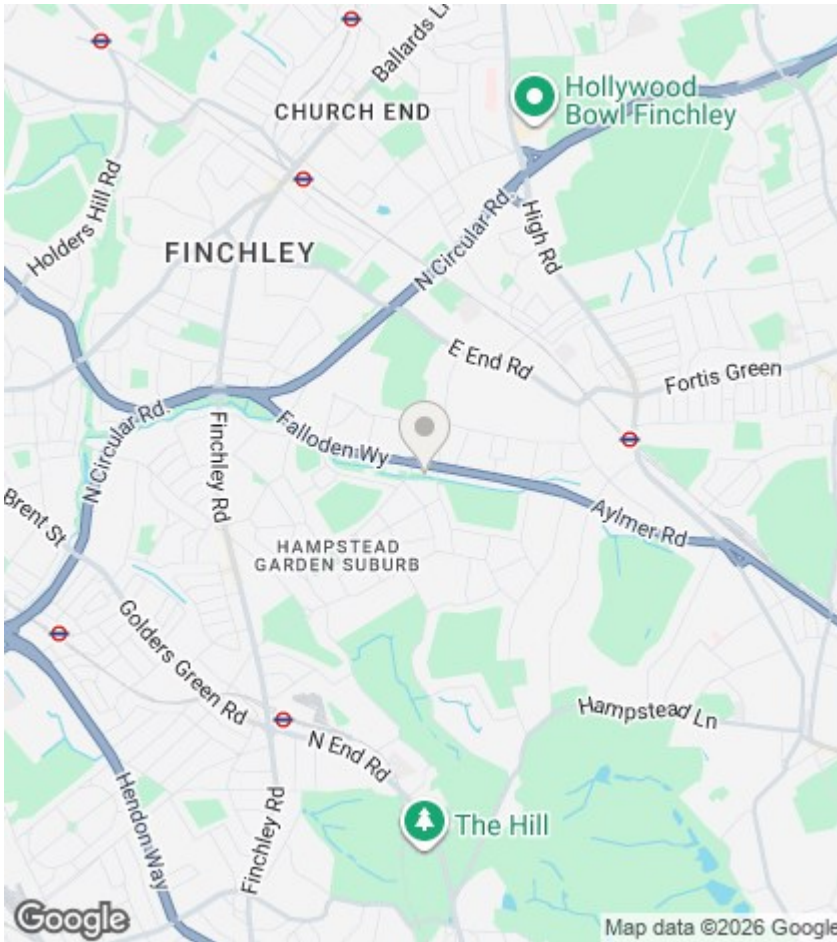 Ballards Ln
Hollywood
Bowl Finchley
CHURCH END
Holders Hill Rd
High Rd
N Circular Rd.
FINCHLEY
E End Rd
Fortis Green
Finchley Rd
Falloden Wy
N Circular Rd.
Brent St
Aylmer Rd
HAMPSTEAD
GARDEN SUBURB
Golders Green Rd
Hampstead Ln
N End Rd
Hendon Way
Finchley Rd
The Hill
Google
Map data ©2026 Google